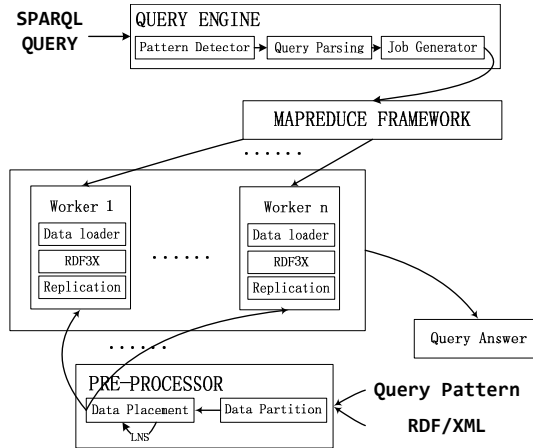 SPARQL
QUERY
QUERY ENGINE
Pattern Detector
Query Parsing
Job Generator
MAPREDUCE FRAMEWORK
......
Worker 1
Data loader
RDF3X
Replication
......
Worker n
Data loader
RDF3X
Replication
......
Query Answer
PRE-PROCESSOR
Data Placement
Data Partition
LNS
Query Pattern
RDF/XML